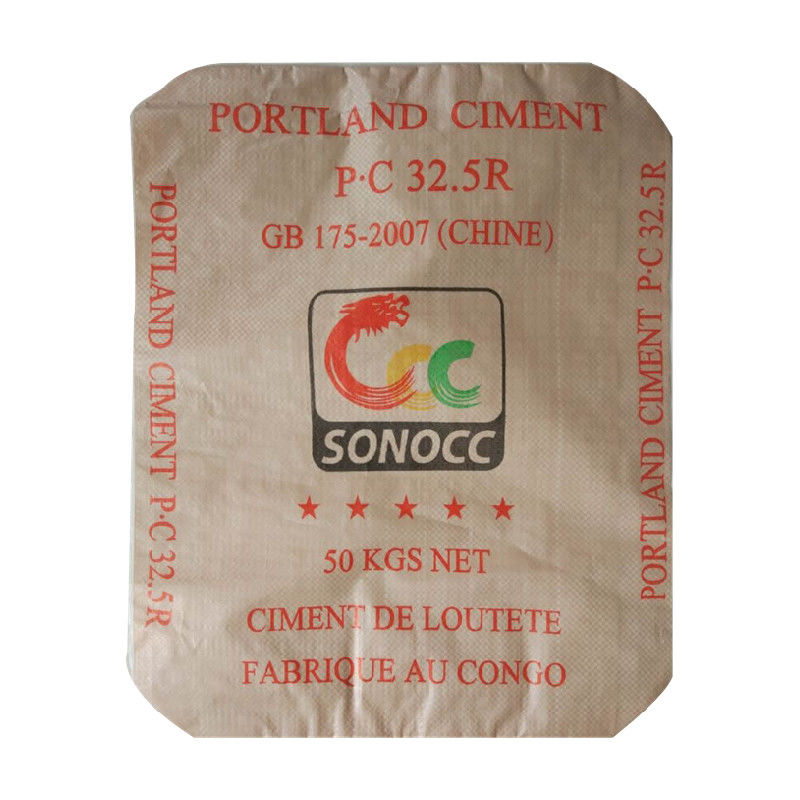 PORTLAND CIMENT
P·C 32.5R
GB 175-2007 (CHINE)
PORTLAND CIMENT P·C 32.5R
PORTLAND CIMENT P·C 32.5R
SONOCC
50 KGS NET
CIMENT DE LOUTETE
FABRIQUE AU CONGO